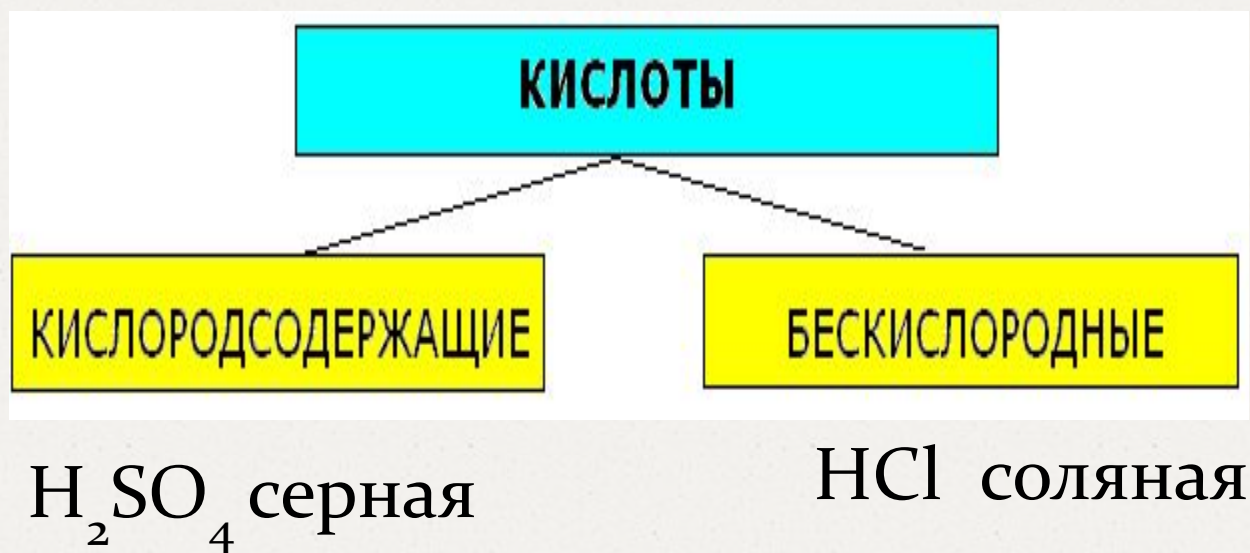 КИСЛОТЫ
КИСЛОРОДСОДЕРЖАЩИЕ
БЕСКИСЛОРОДНЫЕ
H₂SO₄ серная
HCl соляная